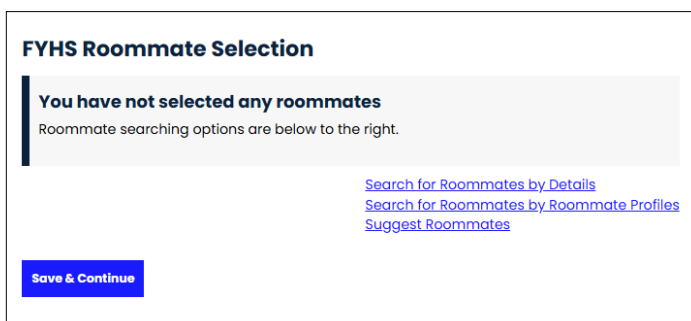 FYHS Roommate Selection
You have not selected any roommates
Roommate searching options are below to the right.
Search for Roommates by Details
Search for Roommates by Roommate Profiles
Suggest Roommates
Save & Continue